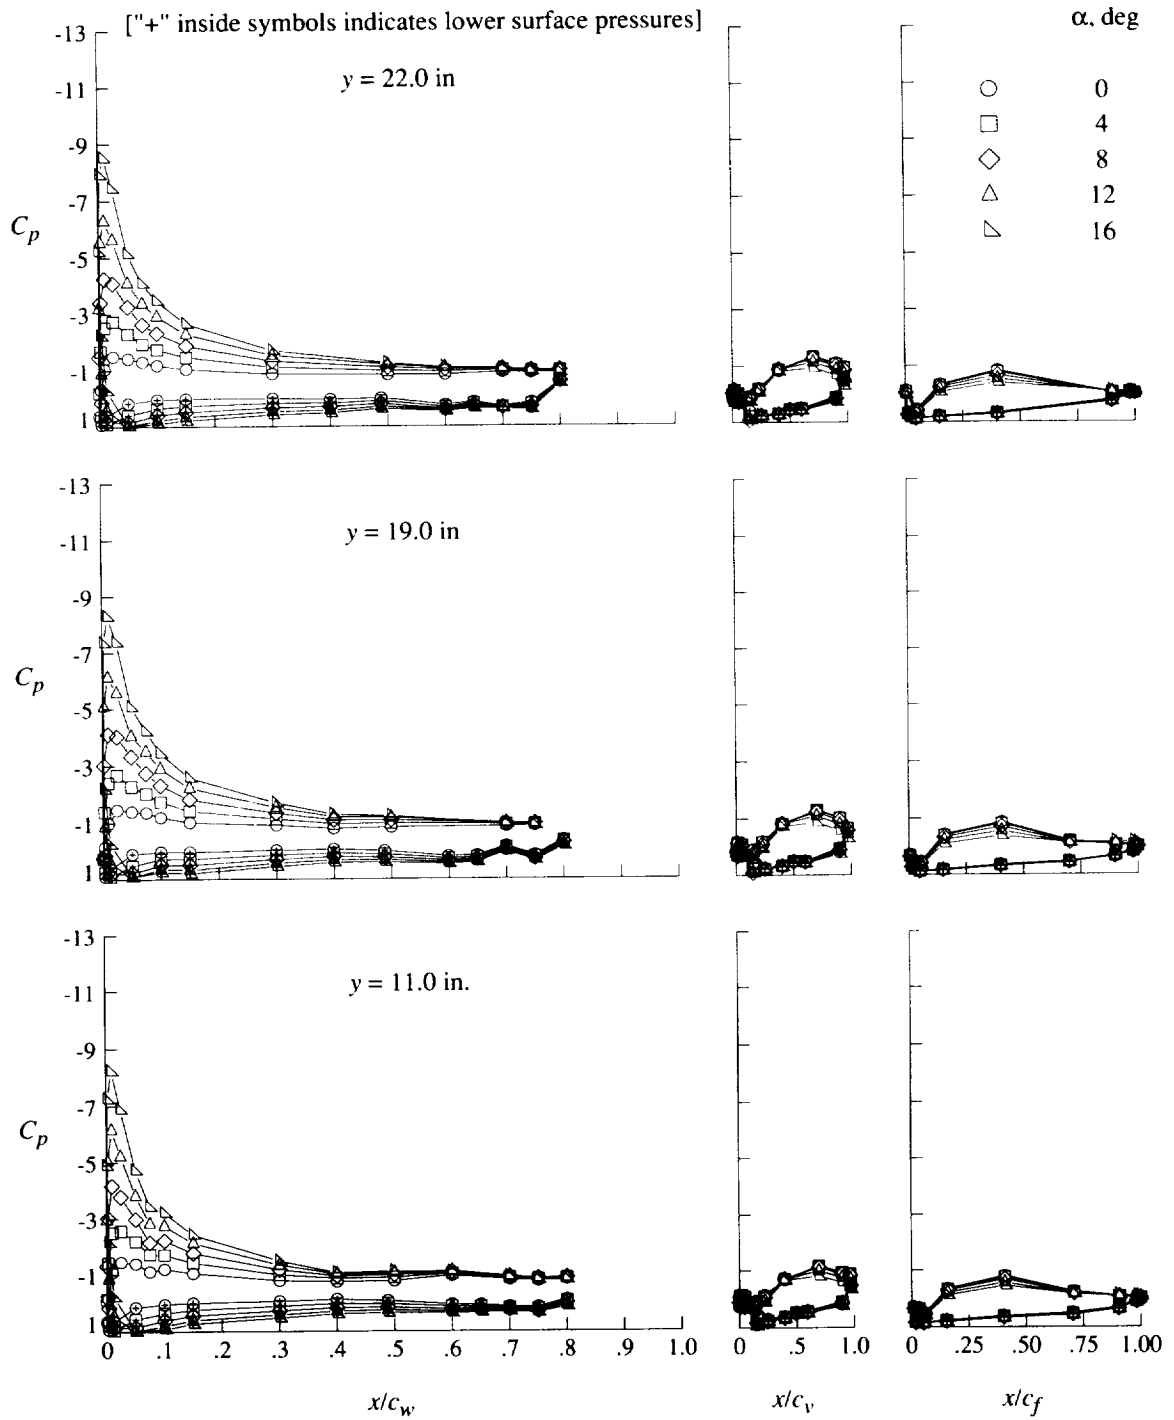 ["+" inside symbols indicates lower surface pressures]
α, deg
0
4
8
12
16
y = 22.0 in
-13
-11
-9
-7
-5
-3
-1
1
C_p
y = 19.0 in
-13
-11
-9
-7
-5
-3
-1
1
C_p
y = 11.0 in.
-13
-11
-9
-7
-5
-3
-1
1
C_p
0 .1 .2 .3 .4 .5 .6 .7 .8 .9 1.0
x/c_w
0 .5 1.0
x/c_v
0 .25 .50 .75 1.00
x/c_f